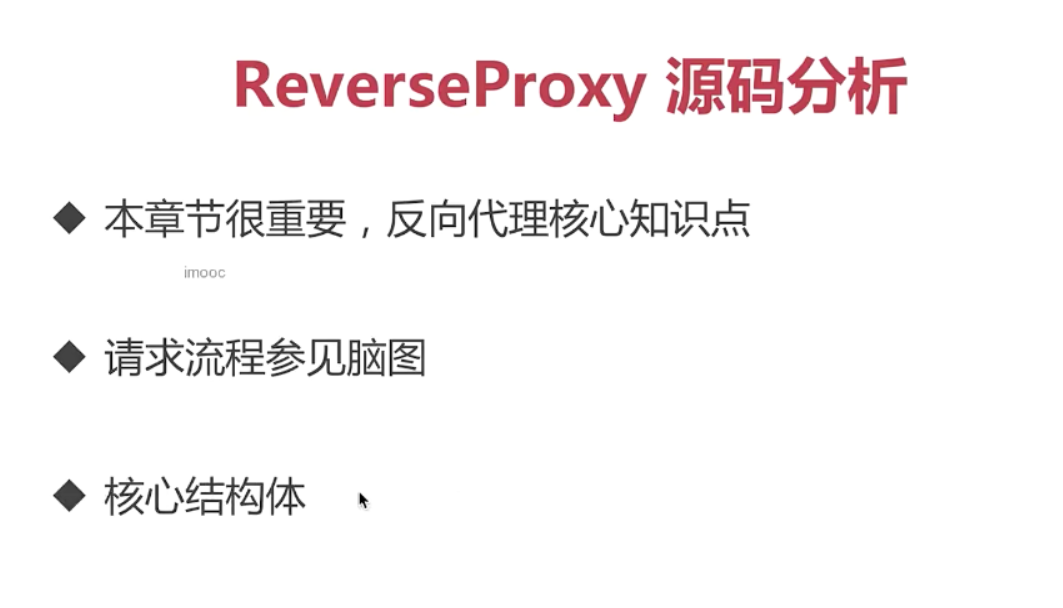 ReverseProxy 源码分析
◆ 本章节很重要，反向代理核心知识点
imooc
◆ 请求流程参见脑图
◆ 核心结构体